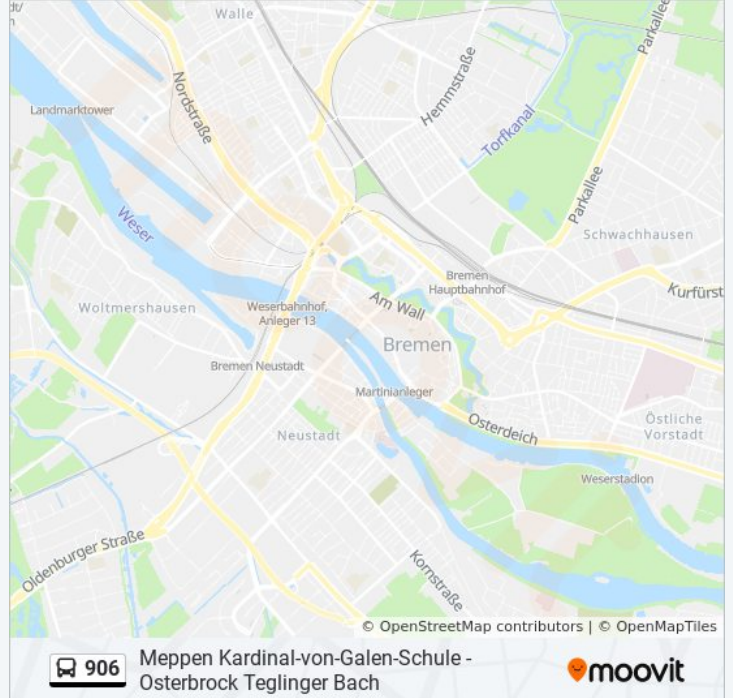 dt/
Walle
Parkallee
Hemmstraße
Nordstraße
Landmarktower
Torfkanal
Parkallee
Weser
Schwachhausen
Bremen
Hauptbahnhof
Kurfürst
Woltmershausen
Weserbahnhof,
Anleger 13
Am Wall
Bremen
Bremen Neustadt
Martinianleger
Neustadt
Osterdeich
Östliche
Vorstadt
Weserstadion
Oldenburger Straße
Kornstraße
© OpenStreetMap contributors | © OpenMapTiles
906
Meppen Kardinal-von-Galen-Schule -
Osterbrock Teglinger Bach
moovit